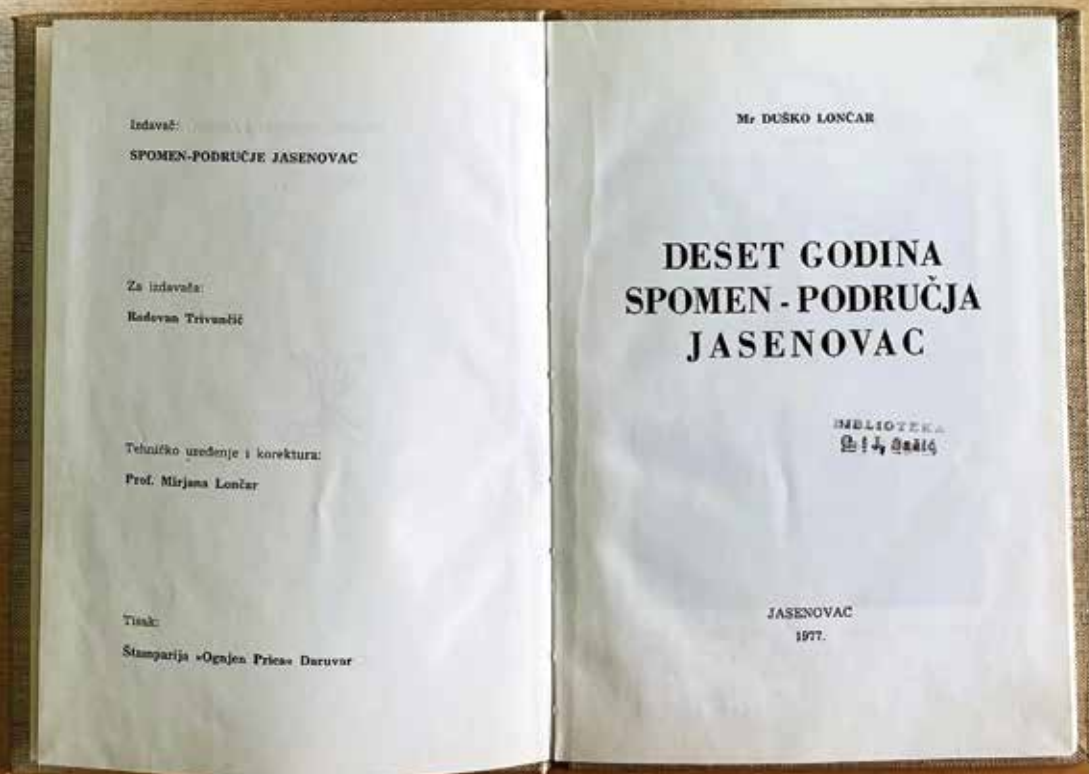 Izdavač:
SPOMEN-PODRUČJE JASENOVAC
Za izdavača:
Radovan Trivunčić
Tehničko uređenje i korektura:
Prof. Mirjana Lončar
Tisak:
Štamparija »Ognjen Prica« Daruvar
Mr DUŠKO LONČAR
DESET GODINA
SPOMEN - PODRUČJA
JASENOVAC
BIBLIOTEKA
JASENOVAC
1977.